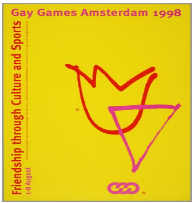 Gay Games Amsterdam 1998
Friendship through Culture and Sports
1-8 August